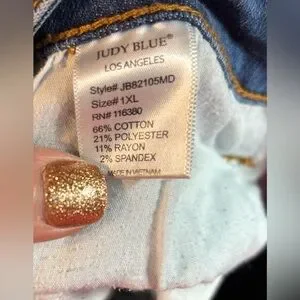 JUDY BLUE®
LOS ANGELES
Style# JB82105MD
Size# 1XL
RN# 116380
66% COTTON
21% POLYESTER
11% RAYON
2% SPANDEX
MADE IN VIETNAM